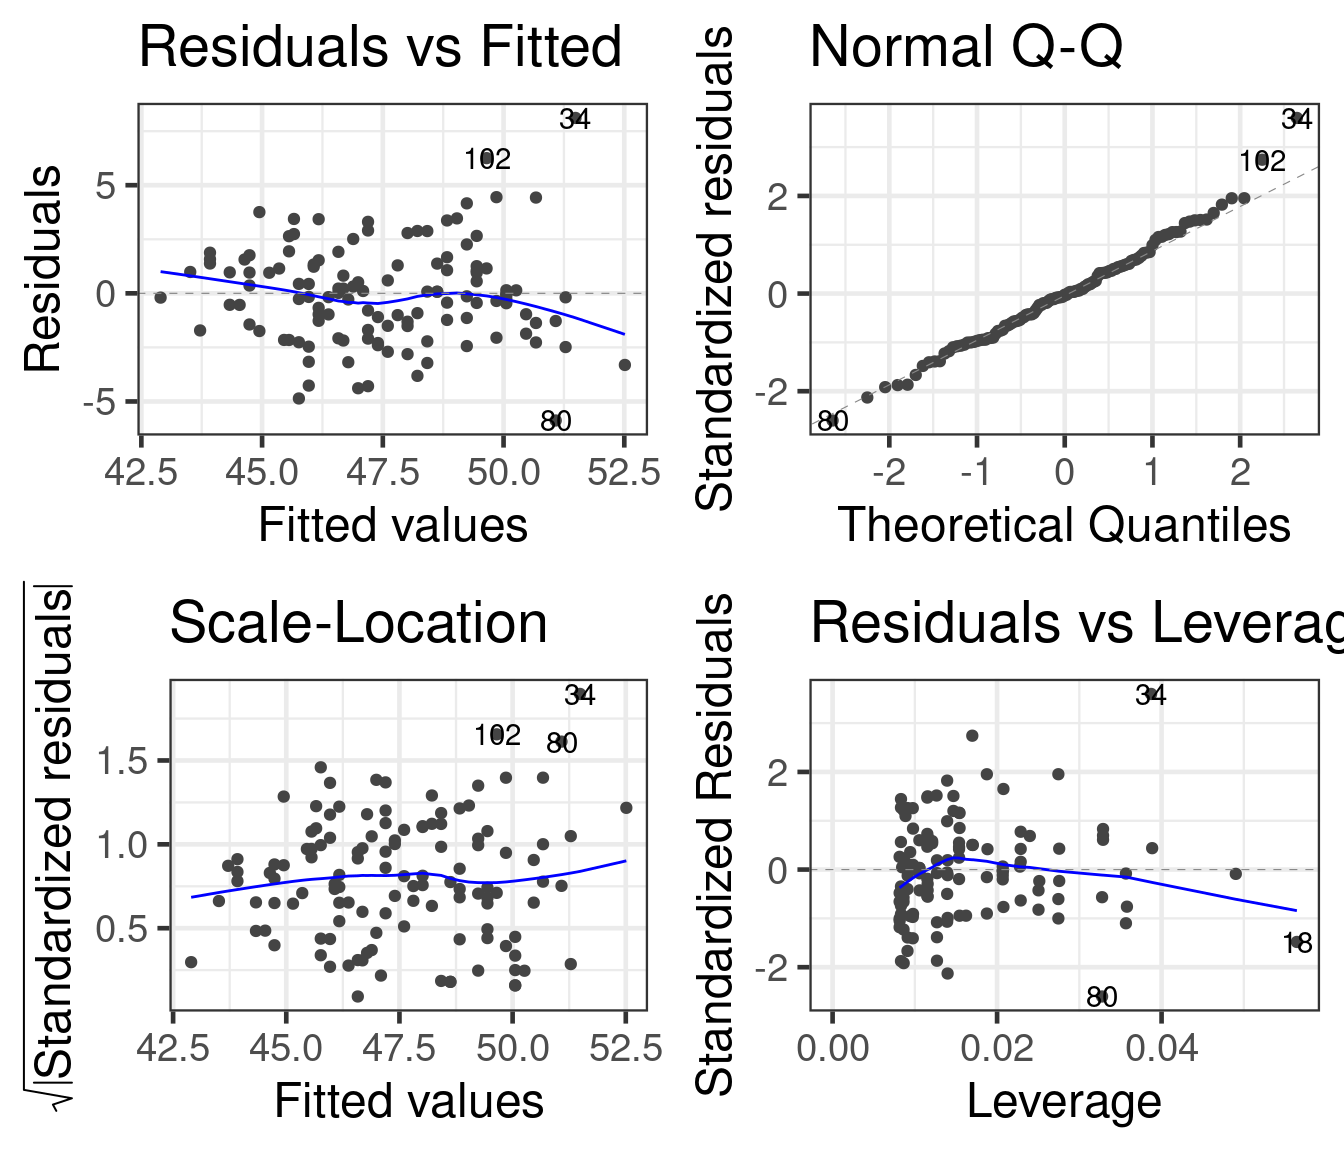 Residuals vs Fitted
Residuals
34
102
80
5
0
-5
42.5 45.0 47.5 50.0 52.5
Fitted values
Normal Q-Q
Standardized residuals
34
102
80
2
0
-2
-2 -1 0 1 2
Theoretical Quantiles
Scale-Location
√|Standardized residuals|
34
102 80
1.5
1.0
0.5
42.5 45.0 47.5 50.0 52.5
Fitted values
Residuals vs Leverag
Standardized Residuals
34
18
80
2
0
-2
0.00 0.02 0.04
Leverage